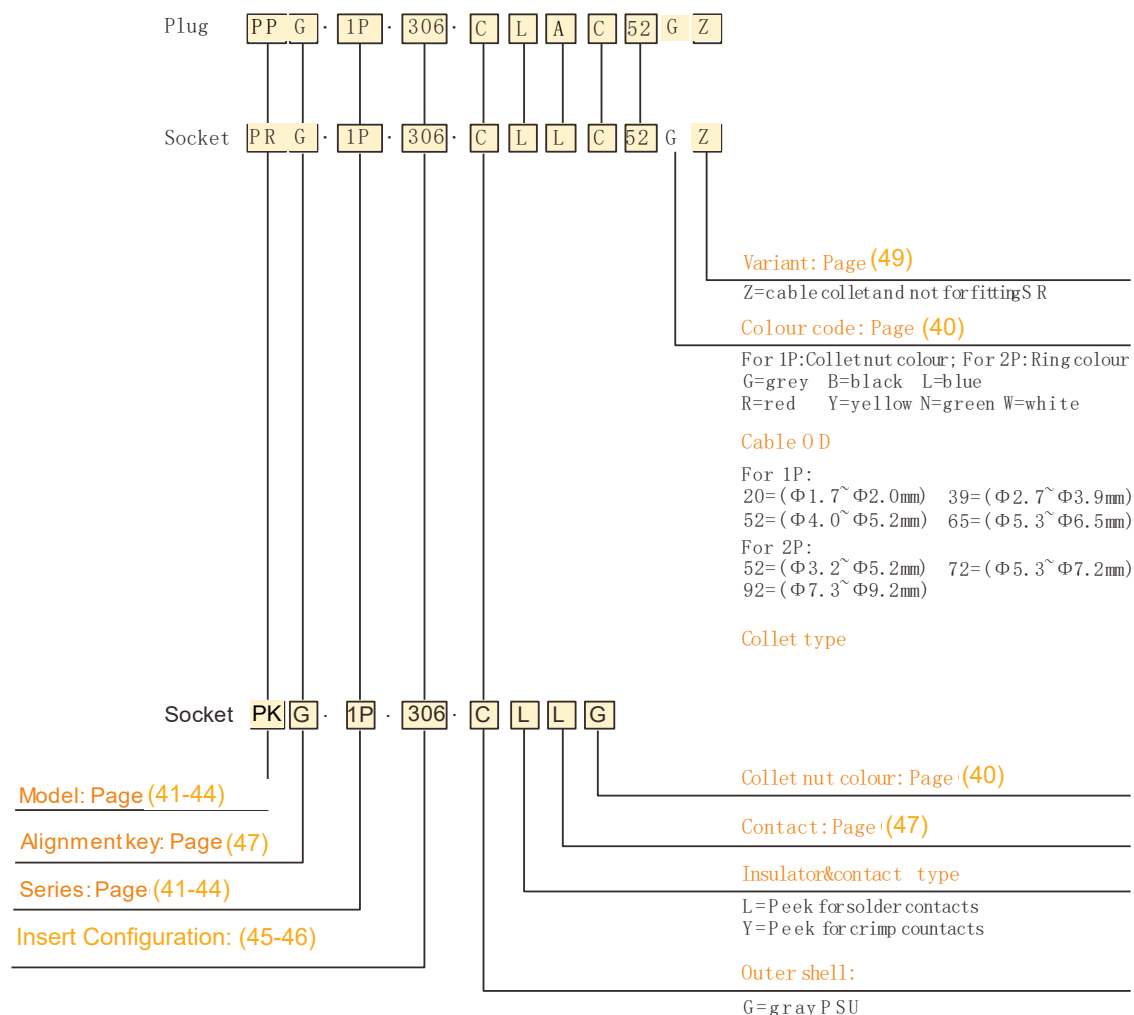 Plug PP G · 1P · 306 · C L A C 52 G Z
Socket PR G · 1P · 306 · C L L C 52 G Z
Variant: Page (49)
Z=cable collet and not for fitting S R
Colour code: Page (40)
For 1P:Collet nut colour; For 2P:Ring colour
G=grey B=black L=blue
R=red Y=yellow N=green W=white
Cable O D
For 1P:
20=(Φ1.7~Φ2.0mm) 39=(Φ2.7~Φ3.9mm)
52=(Φ4.0~Φ5.2mm) 65=(Φ5.3~Φ6.5mm)
For 2P:
52=(Φ3.2~Φ5.2mm) 72=(Φ5.3~Φ7.2mm)
92=(Φ7.3~Φ9.2mm)
Collet type
Socket PK G · 1P · 306 · C L L G
Collet nut colour: Page (40)
Model: Page (41-44)
Contact: Page (47)
Alignment key: Page (47)
Insulator&contact type
Series: Page (41-44)
L=Peek for solder contacts
Y=Peek for crimp countacts
Insert Configuration: (45-46)
Outer shell:
G=gray PSU